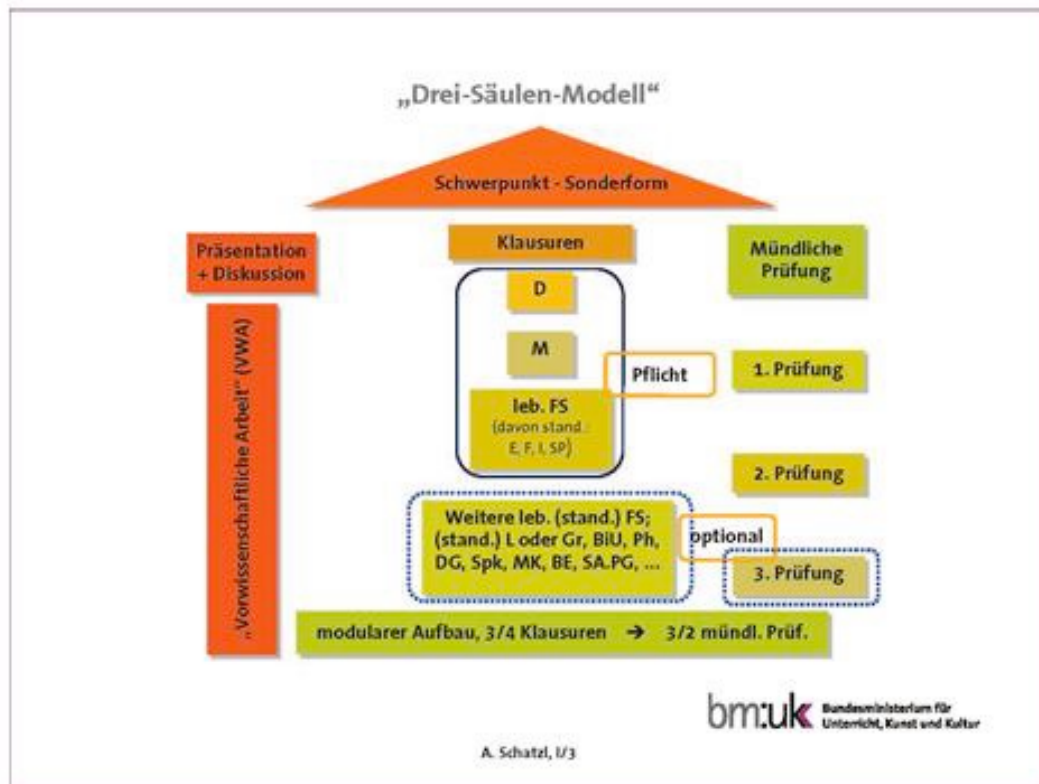 „Drei-Säulen-Modell“
Schwerpunkt - Sonderform
Präsentation
+ Diskussion
„Vorwissenschaftliche Arbeit“ (VWA)
Klausuren
D
M
leb. FS
(davon stand.:
E, F, I, SP)
Pflicht
Weitere leb. (stand.) FS;
(stand.) L oder Gr, BiU, Ph,
DG, Spk, MK, BE, SA.PG, ...
optional
Mündliche
Prüfung
1. Prüfung
2. Prüfung
3. Prüfung
modularer Aufbau, 3/4 Klausuren → 3/2 mündl. Prüf.
bm:uk
Bundesministerium für
Unterricht, Kunst und Kultur
A. Schatzl, I/3